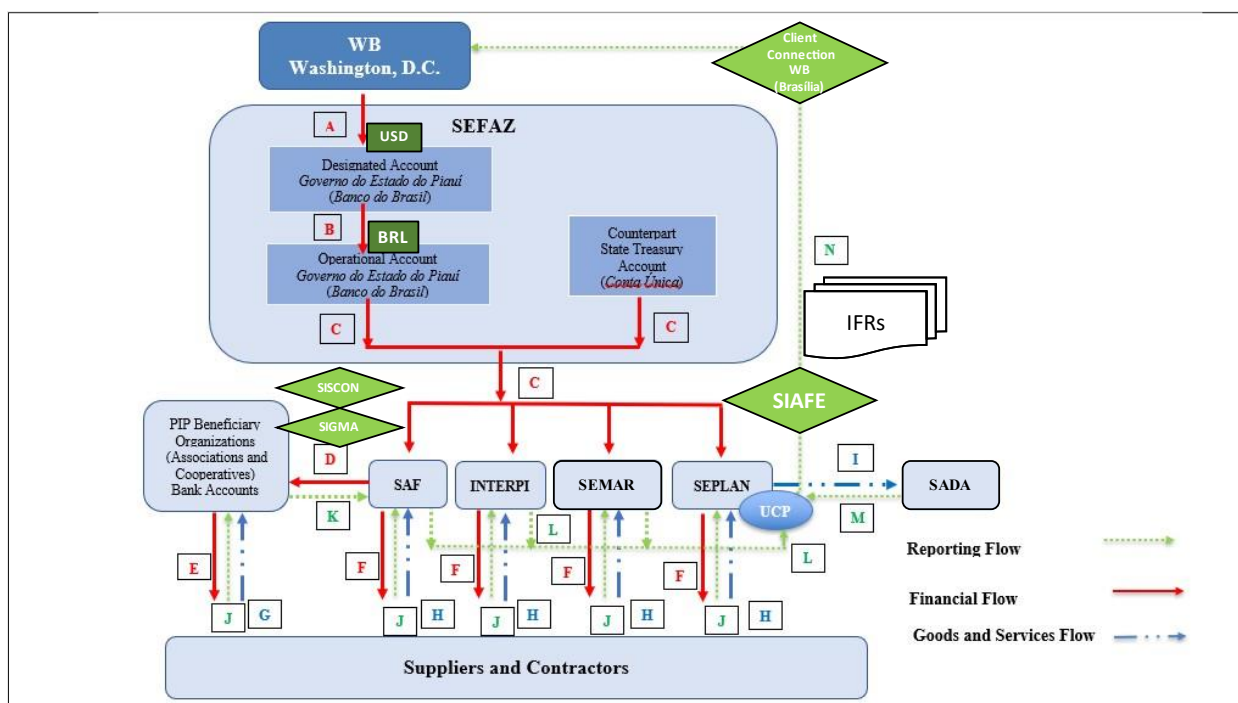 WB
Washington, D.C.
Client
Connection
WB
(Brasília)
A
USD
SEFAZ
Designated Account
Governo do Estado do Piauí
(Banco do Brasil)
B
BRL
Operational Account
Governo do Estado do Piauí
(Banco do Brasil)
Counterpart
State Treasury
Account
(Conta Única)
N
IFRs
C
C
C
SISCON
SIGMA
SIAFE
PIP Beneficiary
Organizations
(Associations and
Cooperatives)
Bank Accounts
D
K
SAF
INTERPI
SEMAR
SEPLAN
UCP
I
SADA
M
L
L
E
F
F
F
F
J
G
J
H
J
H
J
H
J
H
Reporting Flow
Financial Flow
Goods and Services Flow
Suppliers and Contractors